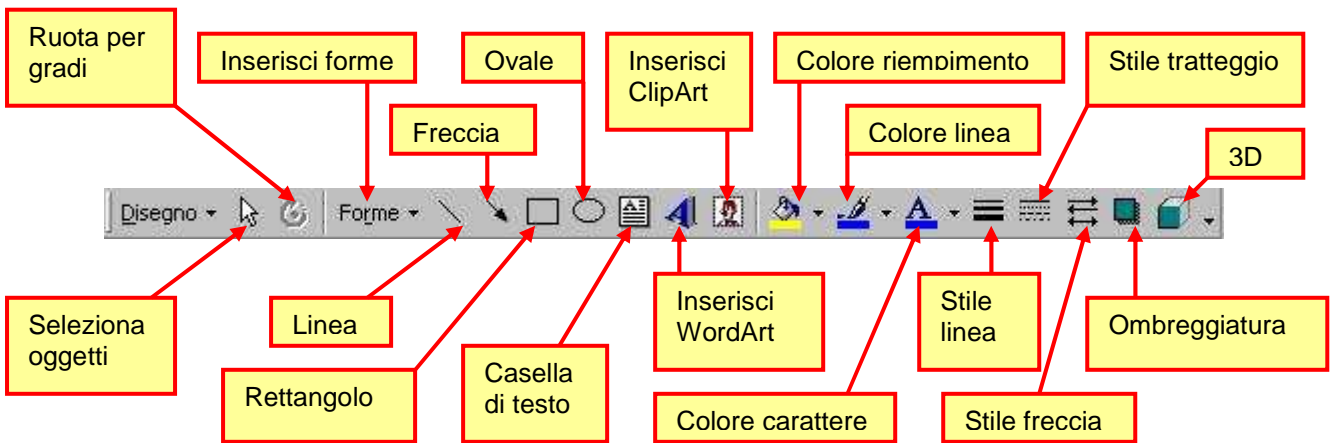 Ruota per
gradi
Inserisci forme
Ovale
Inserisci
ClipArt
Colore riempimento
Stile tratteggio
Freccia
Colore linea
3D
Disegno
Forme
Seleziona
oggetti
Linea
Inserisci
WordArt
Stile
linea
Ombreggiatura
Rettangolo
Casella
di testo
Colore carattere
Stile freccia